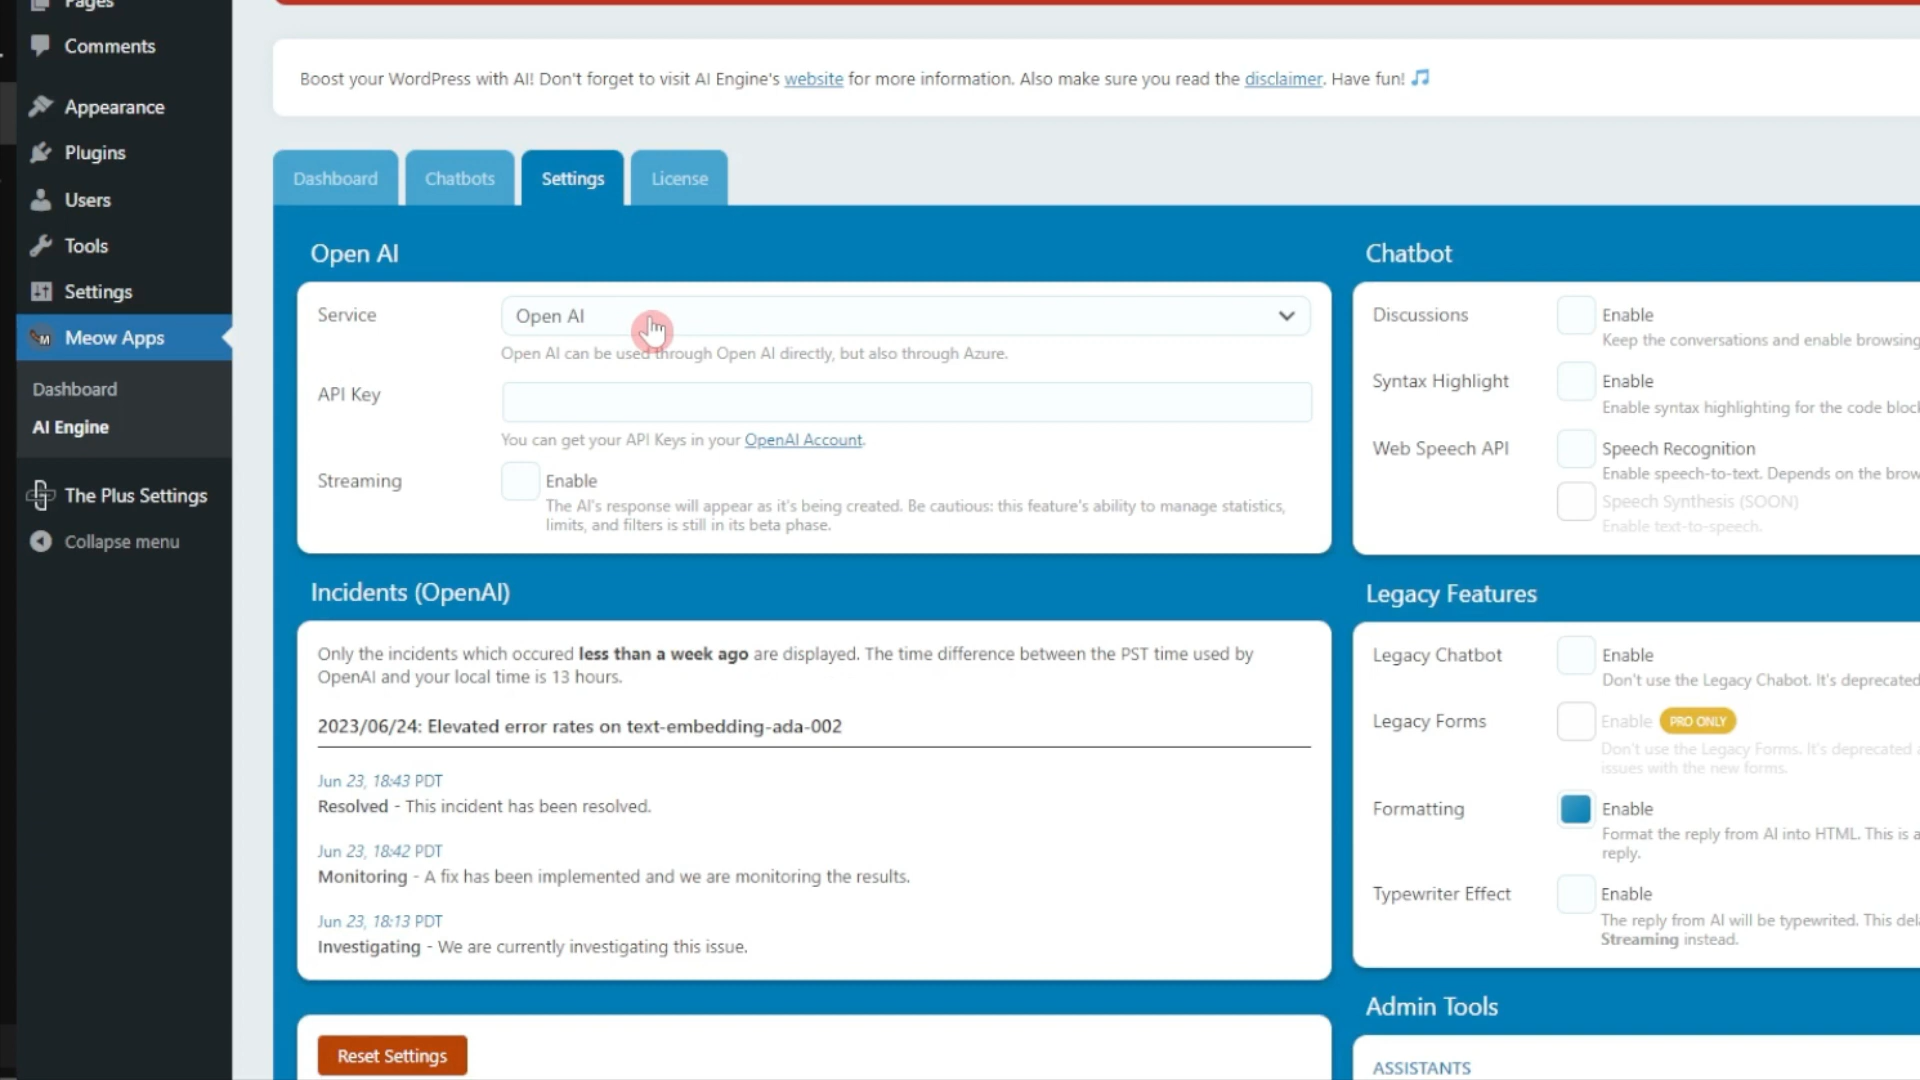 Pages
Comments
Appearance
Plugins
Users
Tools
Settings
Meow Apps
Dashboard
AI Engine
The Plus Settings
Collapse menu
Boost your WordPress with AI! Don't forget to visit AI Engine's website for more information. Also make sure you read the disclaimer. Have fun! 🎵
Dashboard
Chatbots
Settings
License
Open AI
Service
Open AI
Open AI can be used through Open AI directly, but also through Azure.
API Key
You can get your API Keys in your OpenAI Account.
Streaming
Enable
The AI's response will appear as it's being created. Be cautious: this feature's ability to manage statistics,
limits, and filters is still in its beta phase.
Incidents (OpenAI)
Only the incidents which occured less than a week ago are displayed. The time difference between the PST time used by
OpenAI and your local time is 13 hours.
2023/06/24: Elevated error rates on text-embedding-ada-002
Jun 23, 18:43 PDT
Resolved - This incident has been resolved.
Jun 23, 18:42 PDT
Monitoring - A fix has been implemented and we are monitoring the results.
Jun 23, 18:13 PDT
Investigating - We are currently investigating this issue.
Reset Settings
Chatbot
Discussions
Enable
Keep the conversations and enable browsing
Syntax Highlight
Enable
Enable syntax highlighting for the code
Web Speech API
Speech Recognition
Enable speech-to-text. Depends on the
Speech Synthesis (SOON)
Enable text-to-speech.
Legacy Features
Legacy Chatbot
Enable
Don't use the Legacy Chabot. It's deprecated
Legacy Forms
Enable PRO ONLY
Don't use the Legacy Forms. It's deprecated
issues with the new forms.
Formatting
Enable
Format the reply from AI into HTML. This is
reply.
Typewriter Effect
Enable
The reply from AI will be typewrited. This
Streaming instead.
Admin Tools
ASSISTANTS